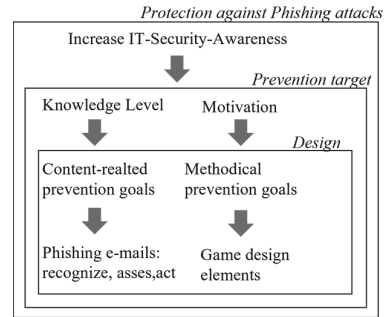 Protection against Phishing attacks
Increase IT-Security-Awareness
Prevention target
Knowledge Level
Motivation
Design
Content-realted
prevention goals
Methodical
prevention goals
Phishing e-mails:
recognize, asses,act
Game design
elements